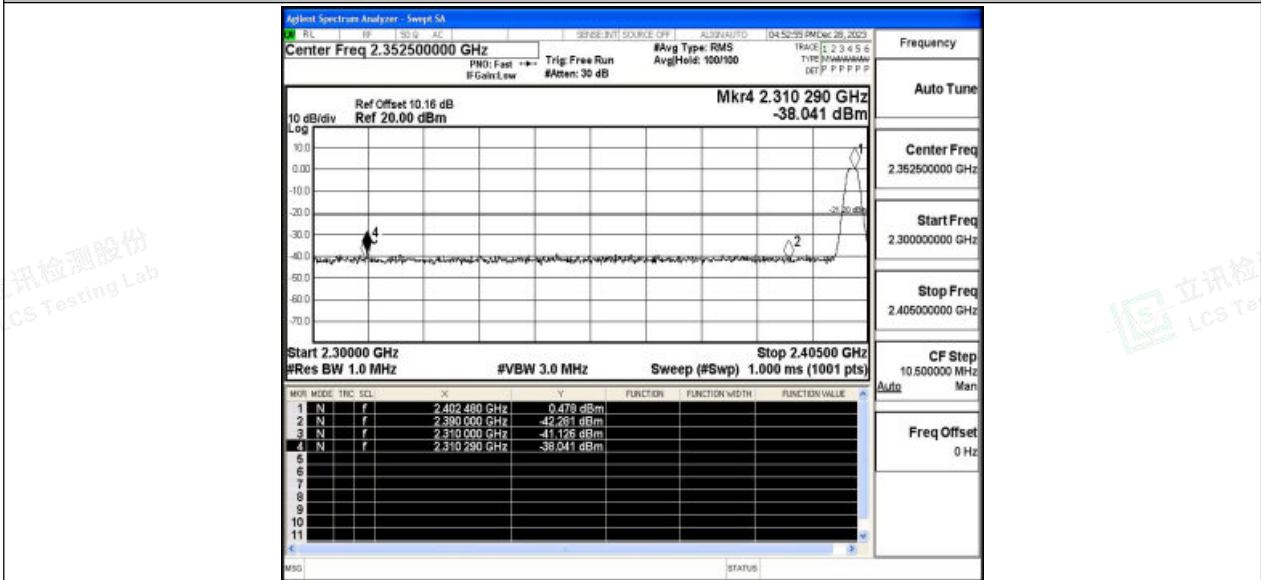 Agilent Spectrum Analyzer - Swept SA
RL RF 50 Ω AC SENSE:INT SOURCE OFF ALIGNAUTO 04:52:55 PM Dec 28, 2023
Center Freq 2.352500000 GHz
PNO: Fast
IFGain:Low
Trig: Free Run
#Atten: 30 dB
#Avg Type: RMS
Avg|Hold: 100/100
TRACE 1 2 3 4 5 6
TYPE
DET P P P P P P
Frequency
Auto Tune
Center Freq
2.352500000 GHz
Start Freq
2.300000000 GHz
Stop Freq
2.405000000 GHz
CF Step
10.500000 MHz
Auto Man
Freq Offset
0 Hz
Mkr4 2.310 290 GHz
-38.041 dBm
Ref Offset 10.16 dB
10 dB/div Ref 20.00 dBm
Log
10.0
0.00
-10.0
-20.0
-30.0
-40.0
-50.0
-60.0
-70.0
1
2
4
Start 2.30000 GHz Stop 2.40500 GHz
#Res BW 1.0 MHz #VBW 3.0 MHz Sweep (#Swp) 1.000 ms (1001 pts)
MKR MODE TRC SCL X Y FUNCTION FUNCTION WIDTH FUNCTION VALUE
1 N f 2.402 480 GHz 0.478 dBm
2 N f 2.390 000 GHz -42.281 dBm
3 N f 2.310 000 GHz -41.126 dBm
4 N f 2.310 290 GHz -38.041 dBm
5
6
7
8
9
10
11
MSG STATUS
立讯检测股份
LCS Testing Lab
立讯检
LCS Te